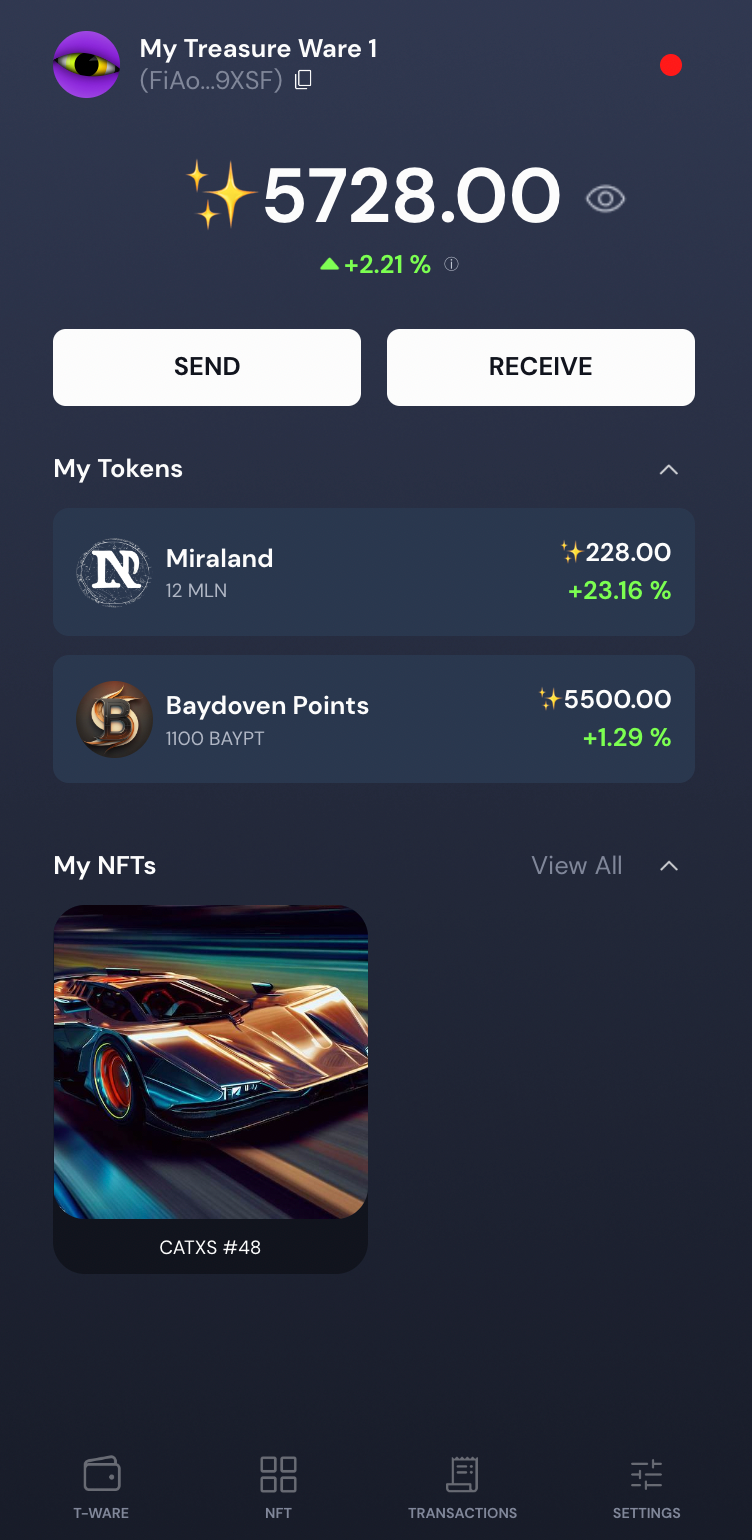 My Treasure Ware 1
(FiAo...9XSF)
✨5728.00
+2.21 %
SEND RECEIVE
My Tokens
Miraland ✨228.00
12 MLN +23.16 %
Baydoven Points ✨5500.00
1100 BAYPT +1.29 %
My NFTs View All
CATXS #48
T-WARE NFT TRANSACTIONS SETTINGS